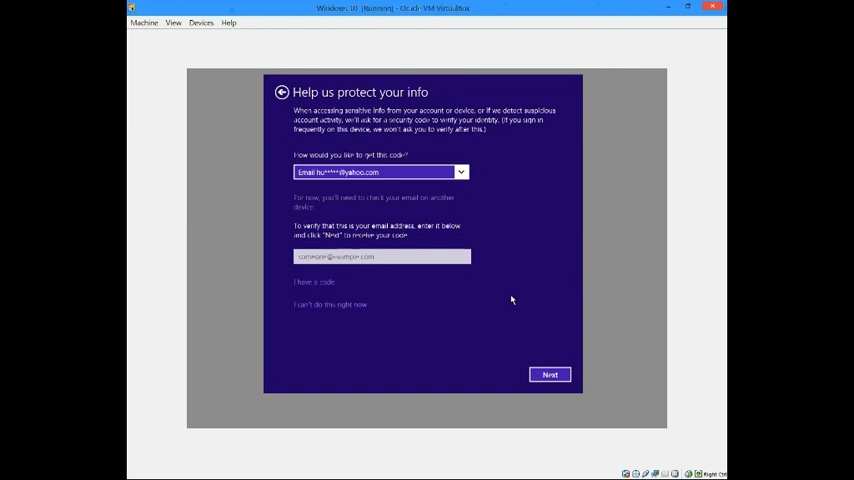 Windows 10 [Running] - Oracle VM VirtualBox
Machine View Devices Help
Help us protect your info
When accessing sensitive info from your account or device, or if we detect suspicious
account activity, we'll ask for a security code to verify your identity. (If you sign in
frequently on this device, we won't ask you to verify after this.)
How would you like to get this code?
Email hu*****@yahoo.com
For now, you'll need to check your email on another
device.
To verify that this is your email address, enter it below
and click "Next" to receive your code
someone@example.com
I have a code
I can't do this right now
Next
Right Ctrl